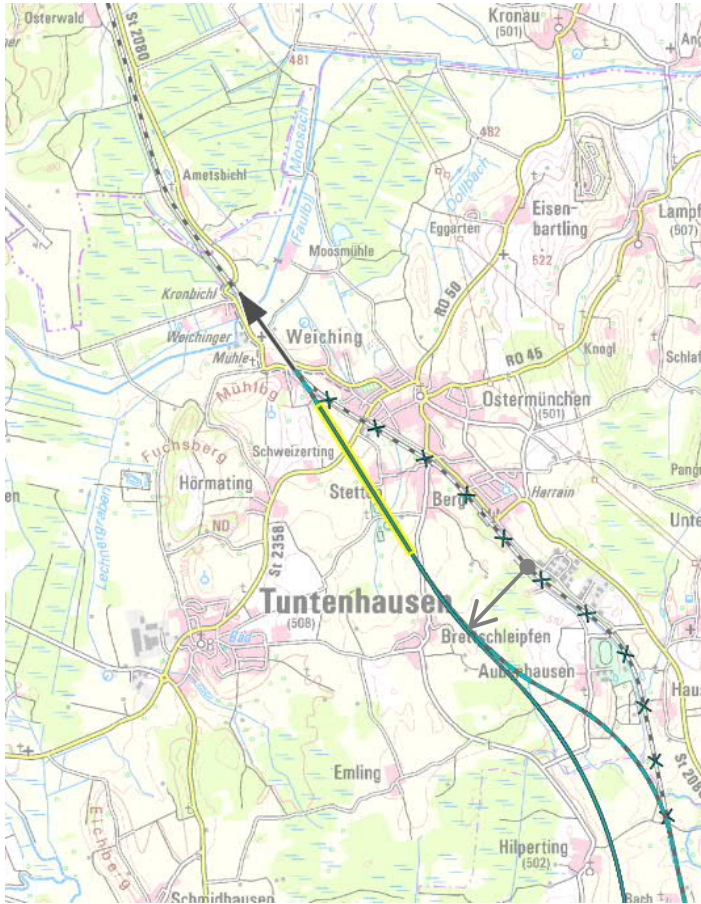 Kronau
(501)
Osterwald
St 2080
481
Moosach
(Faulb)
482
Dollbach
Ametsbichl
Eisen-
bartling
Lampf
(507)
Eggarten
Moosmühle
522
Kronbichl
RO 50
Weichinger
Mühle
Weiching
RO 45
Knogl
Schlaf
Mühlbg
Ostermünchen
(501)
Fuchsberg
Schweizerting
Pang
Hörmating
Stetten
Berg
Harrain
Lechnergraben
ND
Unte
St 2358
Tuntenhausen
(508)
Bad
Brettschleipfen
Aubenhausen
Haus
St 2080
Emling
Eichberg
Hilperting
(502)
Schmidhausen
Bach